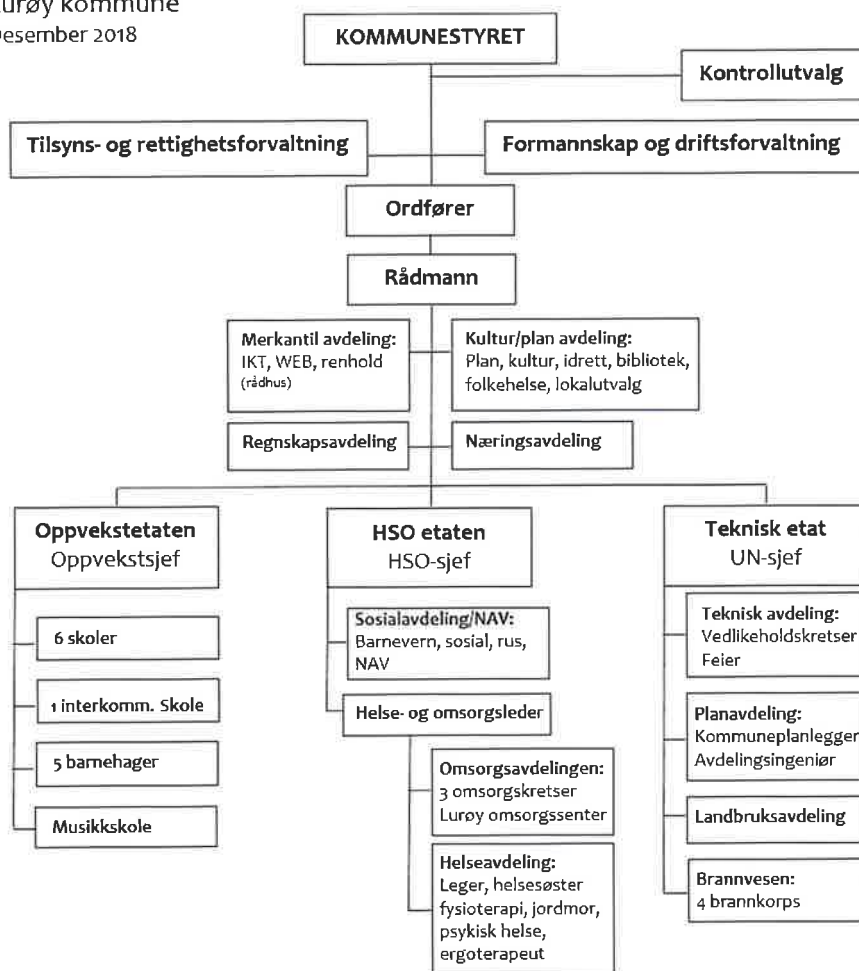 Lurøy kommune
Desember 2018
KOMMUNESTYRET
Kontrollutvalg
Tilsyns- og rettighetsforvaltning
Formannskap og driftsforvaltning
Ordfører
Rådmann
Merkantil avdeling:
IKT, WEB, renhold
(rådhus)
Kultur/plan avdeling:
Plan, kultur, idrett, bibliotek,
folkehelse, lokalutvalg
Regnskapsavdeling
Næringsavdeling
Oppvekstetaten
Oppvekstsjef
6 skoler
1 interkomm. Skole
5 barnehager
Musikkskole
HSO etaten
HSO-sjef
Sosialavdeling/NAV:
Barnevern, sosial, rus,
NAV
Helse- og omsorgsleder
Omsorgsavdelingen:
3 omsorgskretser
Lurøy omsorgssenter
Helseavdeling:
Leger, helsesøster
fysioterapi, jordmor,
psykisk helse,
ergoterapeut
Teknisk etat
UN-sjef
Teknisk avdeling:
Vedlikeholdskretser
Feier
Planavdeling:
Kommuneplanlegger
Avdelingsingeniør
Landbruksavdeling
Brannvesen:
4 brannkorps